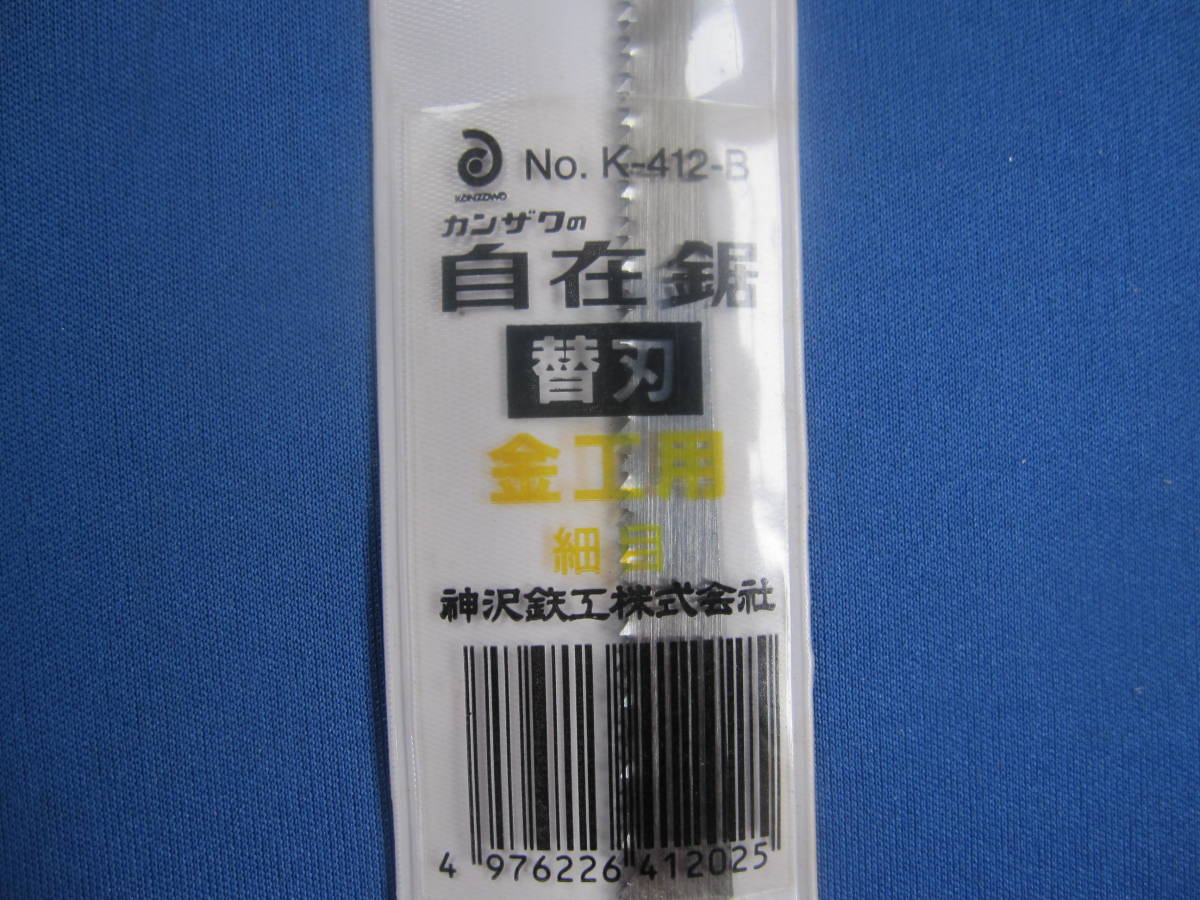 No. K-412-B
KANZAWA
カンザワの
自在鋸
替刃
金工用
細目
神沢鉄工株式会社
4 976226 412025